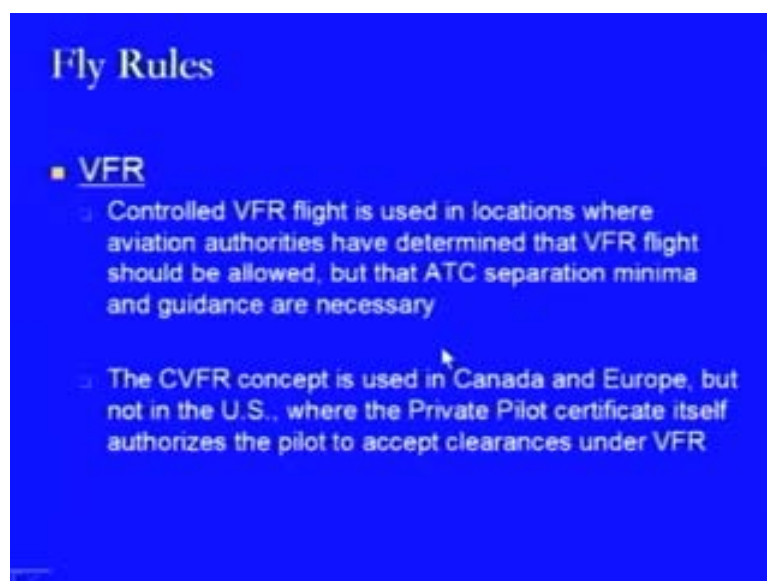 Fly Rules
VFR
Controlled VFR flight is used in locations where
aviation authorities have determined that VFR flight
should be allowed, but that ATC separation minima
and guidance are necessary
The CVFR concept is used in Canada and Europe, but
not in the U.S., where the Private Pilot certificate itself
authorizes the pilot to accept clearances under VFR